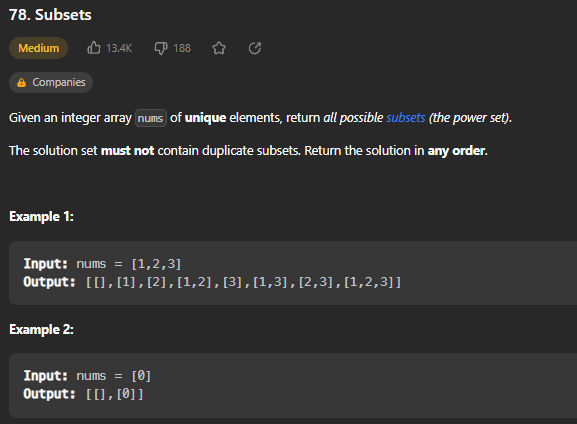 78. Subsets
Medium 13.4K 188
Companies
Given an integer array nums of unique elements, return all possible subsets (the power set).
The solution set must not contain duplicate subsets. Return the solution in any order.
Example 1:
Input: nums = [1,2,3]
Output: [[],[1],[2],[1,2],[3],[1,3],[2,3],[1,2,3]]
Example 2:
Input: nums = [0]
Output: [[],[0]]